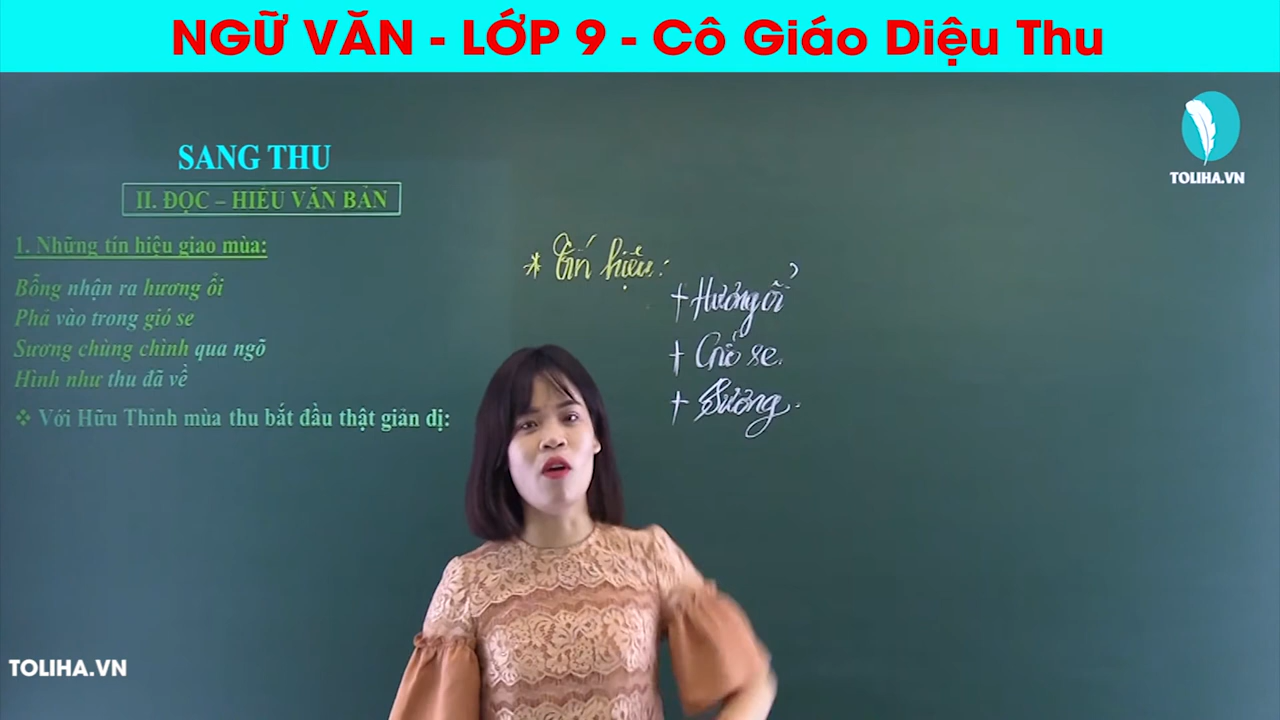 NGỮ VĂN - LỚP 9 - Cô Giáo Diệu Thu
TOLIHA.VN
SANG THU
II. ĐỌC – HIỂU VĂN BẢN
1. Những tín hiệu giao mùa:
Bỗng nhận ra hương ổi
Phả vào trong gió se
Sương chùng chình qua ngõ
Hình như thu đã về
❖ Với Hữu Thỉnh mùa thu bắt đầu thật giản dị:
* Tín hiệu:
+ Hương ổi
+ Gió se.
+ Sương.
TOLIHA.VN